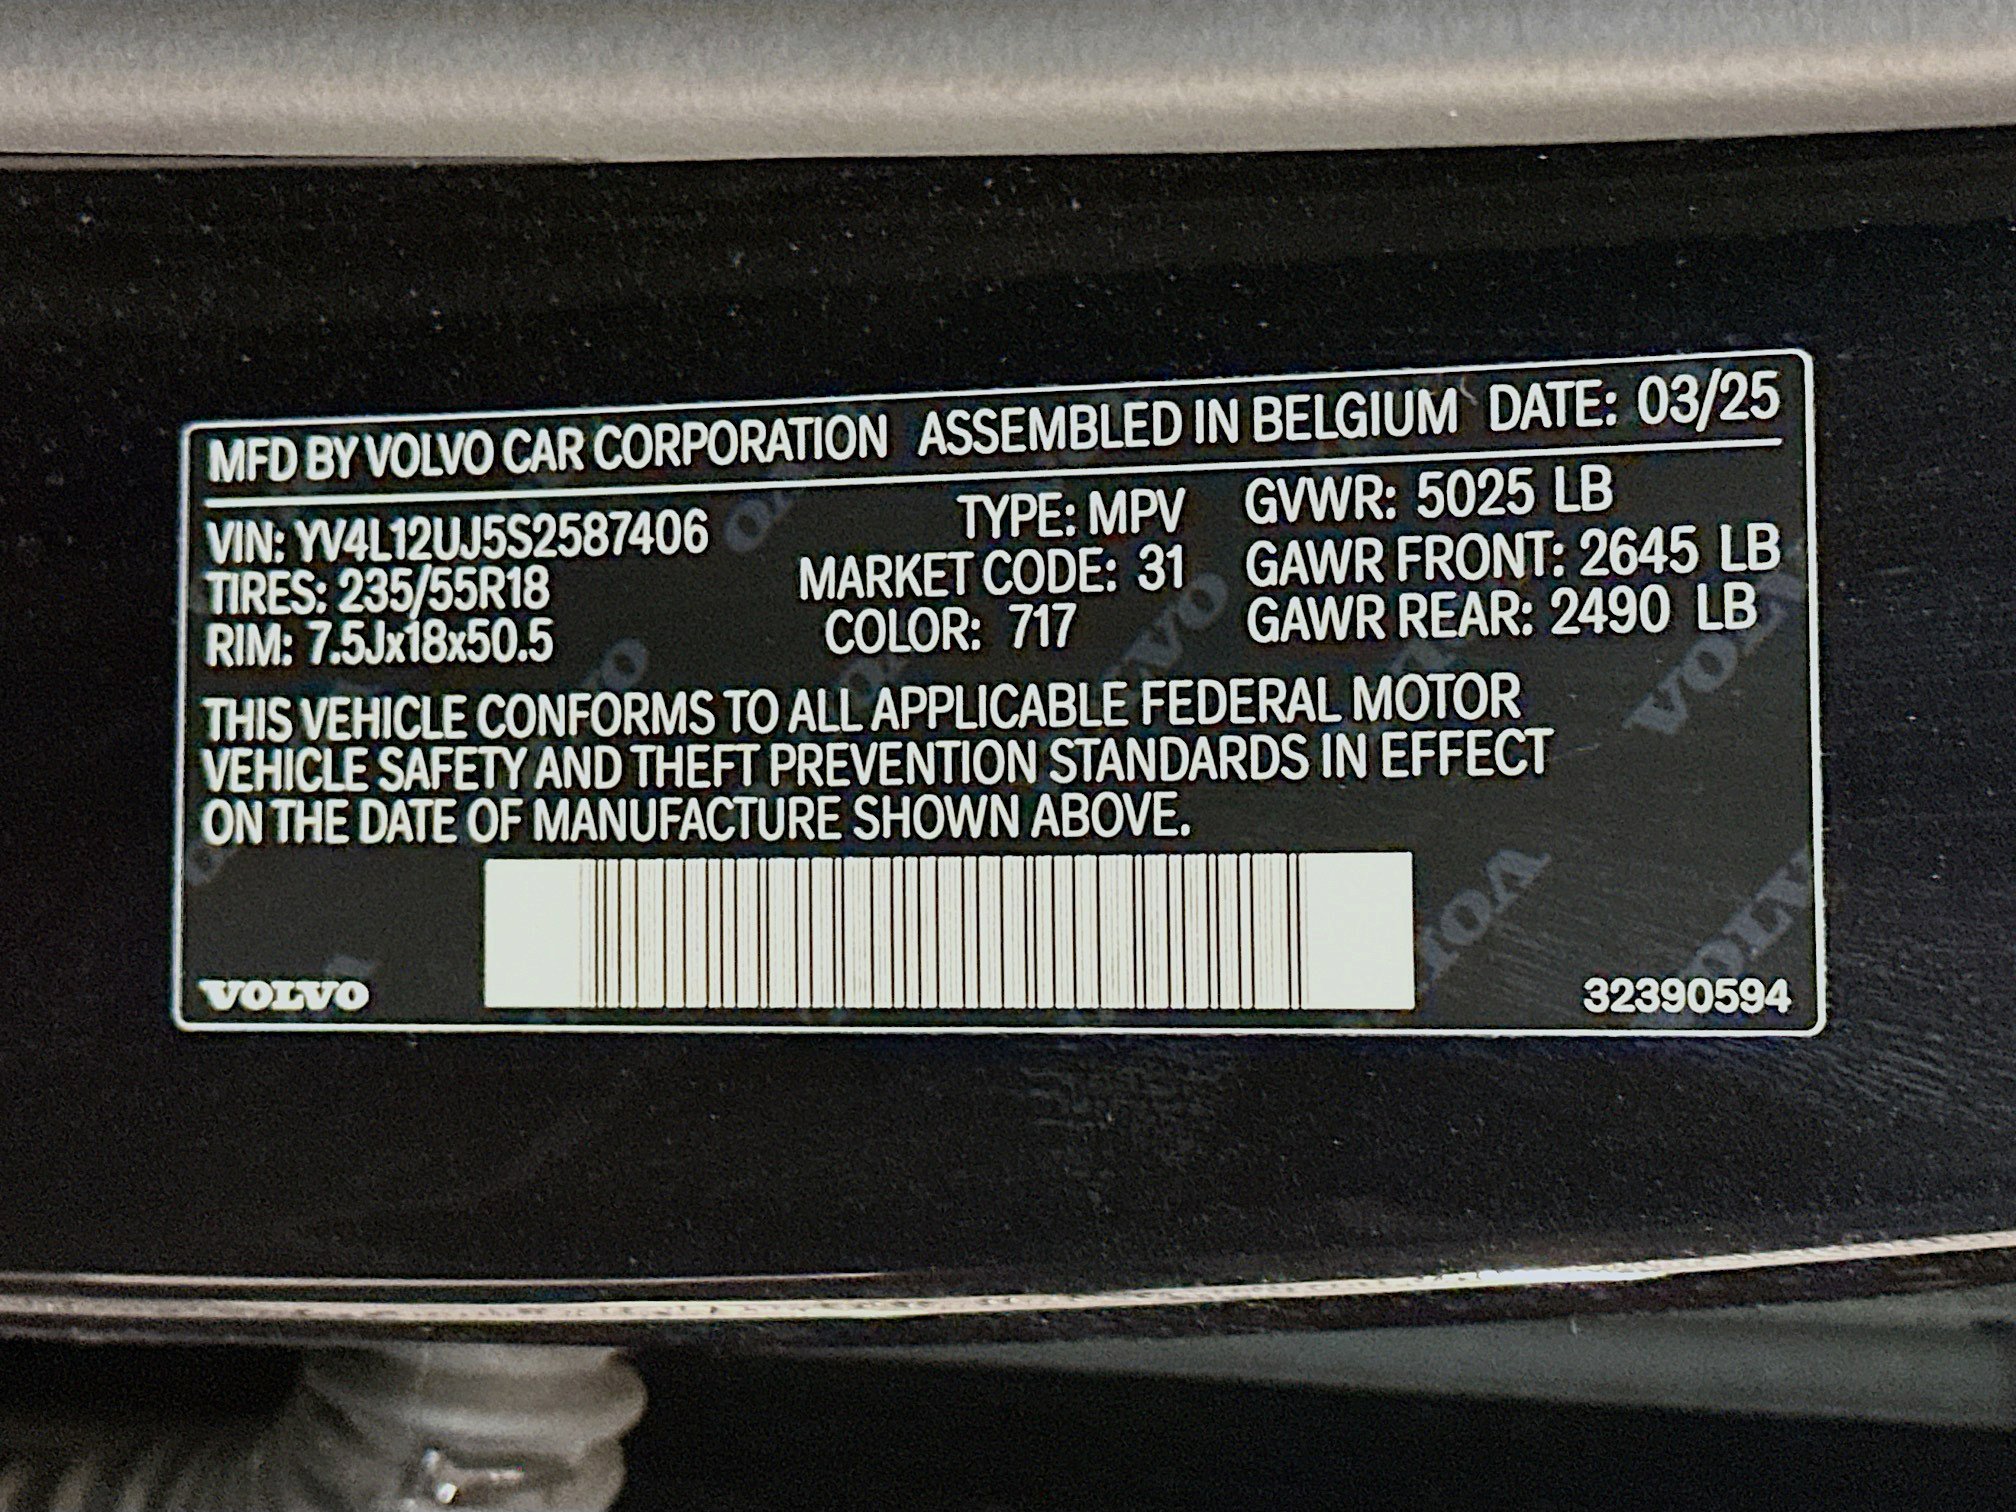 MFD BY VOLVO CAR CORPORATION ASSEMBLED IN BELGIUM DATE: 03/25
VIN: YV4L12UJ5S2587406 TYPE: MPV GVWR: 5025 LB
TIRES: 235/55R18 MARKET CODE: 31 GAWR FRONT: 2645 LB
RIM: 7.5Jx18x50.5 COLOR: 717 GAWR REAR: 2490 LB
THIS VEHICLE CONFORMS TO ALL APPLICABLE FEDERAL MOTOR
VEHICLE SAFETY AND THEFT PREVENTION STANDARDS IN EFFECT
ON THE DATE OF MANUFACTURE SHOWN ABOVE.
VOLVO 32390594